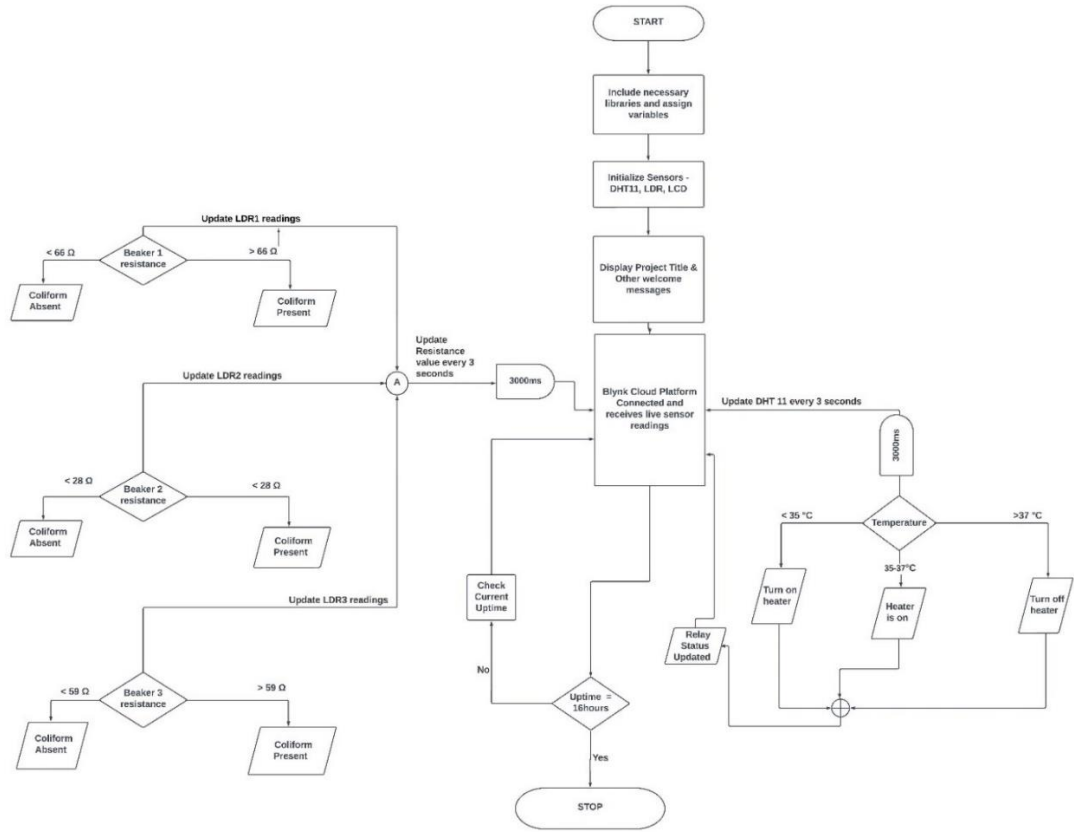 START
Include necessary
libraries and assign
variables
Initialize Sensors -
DHT11, LDR, LCD
Display Project Title &
Other welcome
messages
Blynk Cloud Platform
Connected and
receives live sensor
readings
Update LDR1 readings
< 66 Ω
Beaker 1
resistance
> 66 Ω
Coliform
Absent
Coliform
Present
Update
Resistance
value every 3
seconds
A
3000ms
Update LDR2 readings
< 28 Ω
Beaker 2
resistance
< 28 Ω
Coliform
Absent
Coliform
Present
Update LDR3 readings
< 59 Ω
Beaker 3
resistance
> 59 Ω
Coliform
Absent
Coliform
Present
Update DHT 11 every 3 seconds
3000ms
< 35 °C
Temperature
>37 °C
35-37°C
Turn on
heater
Heater
is on
Turn off
heater
Relay
Status
Updated
Check
Current
Uptime
No
Uptime =
16hours
Yes
STOP